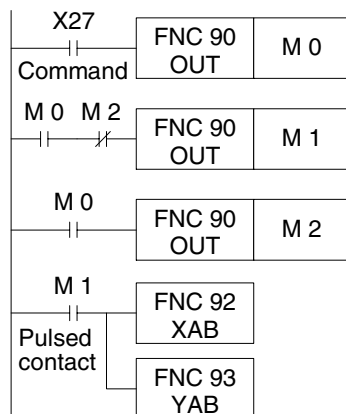 X27
Command
FNC 90
OUT
M 0
M 0 M 2
FNC 90
OUT
M 1
M 0
FNC 90
OUT
M 2
M 1
Pulsed
contact
FNC 92
XAB
FNC 93
YAB